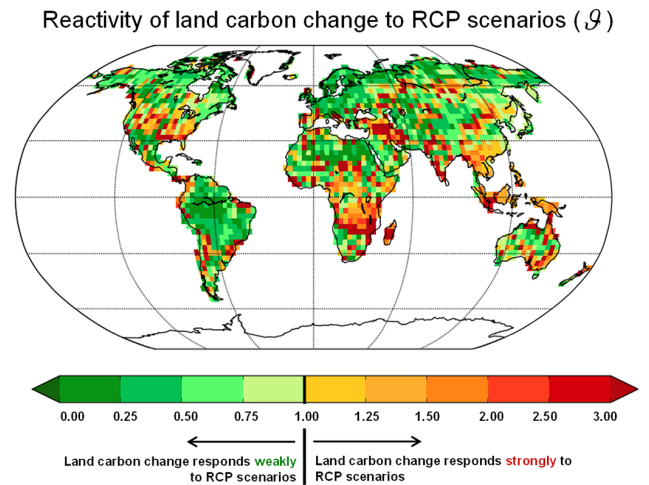 Reactivity of land carbon change to RCP scenarios (𝜗)
0.00 0.25 0.50 0.75 1.00 1.25 1.50 2.00 2.50 3.00
Land carbon change responds weakly
to RCP scenarios
Land carbon change responds strongly to
RCP scenarios